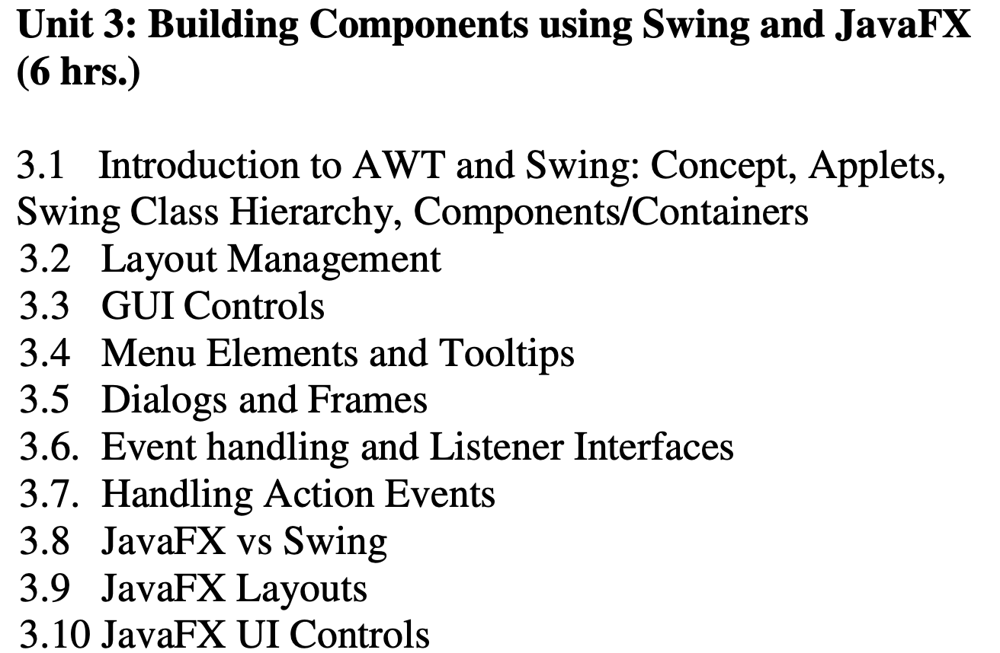 Unit 3: Building Components using Swing and JavaFX
(6 hrs.)
3.1 Introduction to AWT and Swing: Concept, Applets,
Swing Class Hierarchy, Components/Containers
3.2 Layout Management
3.3 GUI Controls
3.4 Menu Elements and Tooltips
3.5 Dialogs and Frames
3.6. Event handling and Listener Interfaces
3.7. Handling Action Events
3.8 JavaFX vs Swing
3.9 JavaFX Layouts
3.10 JavaFX UI Controls